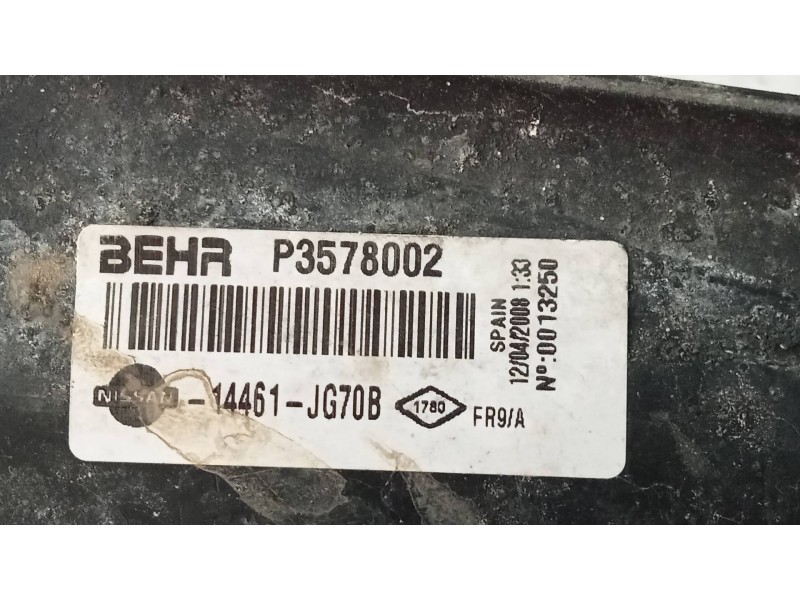 BEHR P3578002
NISSAN -14461-JG70B 1780 FR9/A
SPAIN
12/04/2008 1:33
Nº:0013250